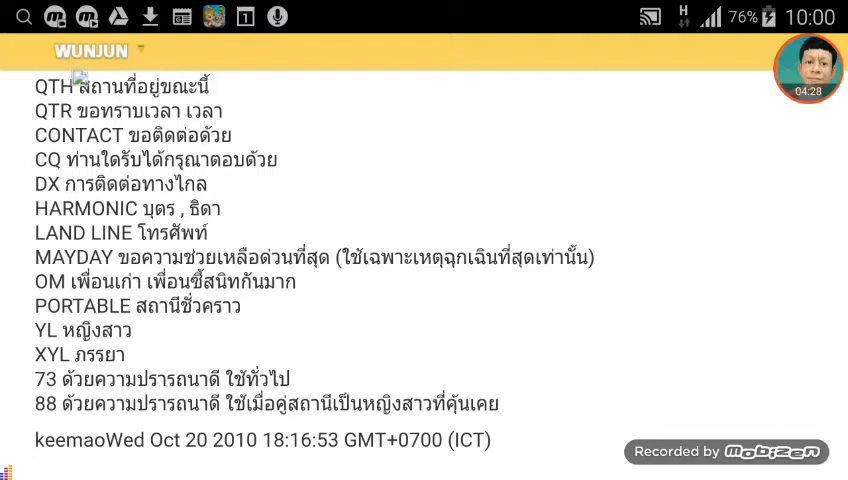 76% 10:00
WUNJUN
04:28
QTH สถานที่อยู่ขณะนี้
QTR ขอทราบเวลา เวลา
CONTACT ขอติดต่อด้วย
CQ ท่านใดรับได้กรุณาตอบด้วย
DX การติดต่อทางไกล
HARMONIC บุตร , ธิดา
LAND LINE โทรศัพท์
MAYDAY ขอความช่วยเหลือด่วนที่สุด (ใช้เฉพาะเหตุฉุกเฉินที่สุดเท่านั้น)
OM เพื่อนเก่า เพื่อนซี้สนิทกันมาก
PORTABLE สถานีชั่วคราว
YL หญิงสาว
XYL ภรรยา
73 ด้วยความปรารถนาดี ใช้ทั่วไป
88 ด้วยความปรารถนาดี ใช้เมื่อคู่สถานีเป็นหญิงสาวที่คุ้นเคย
keemaoWed Oct 20 2010 18:16:53 GMT+0700 (ICT)
Recorded by Mobizen